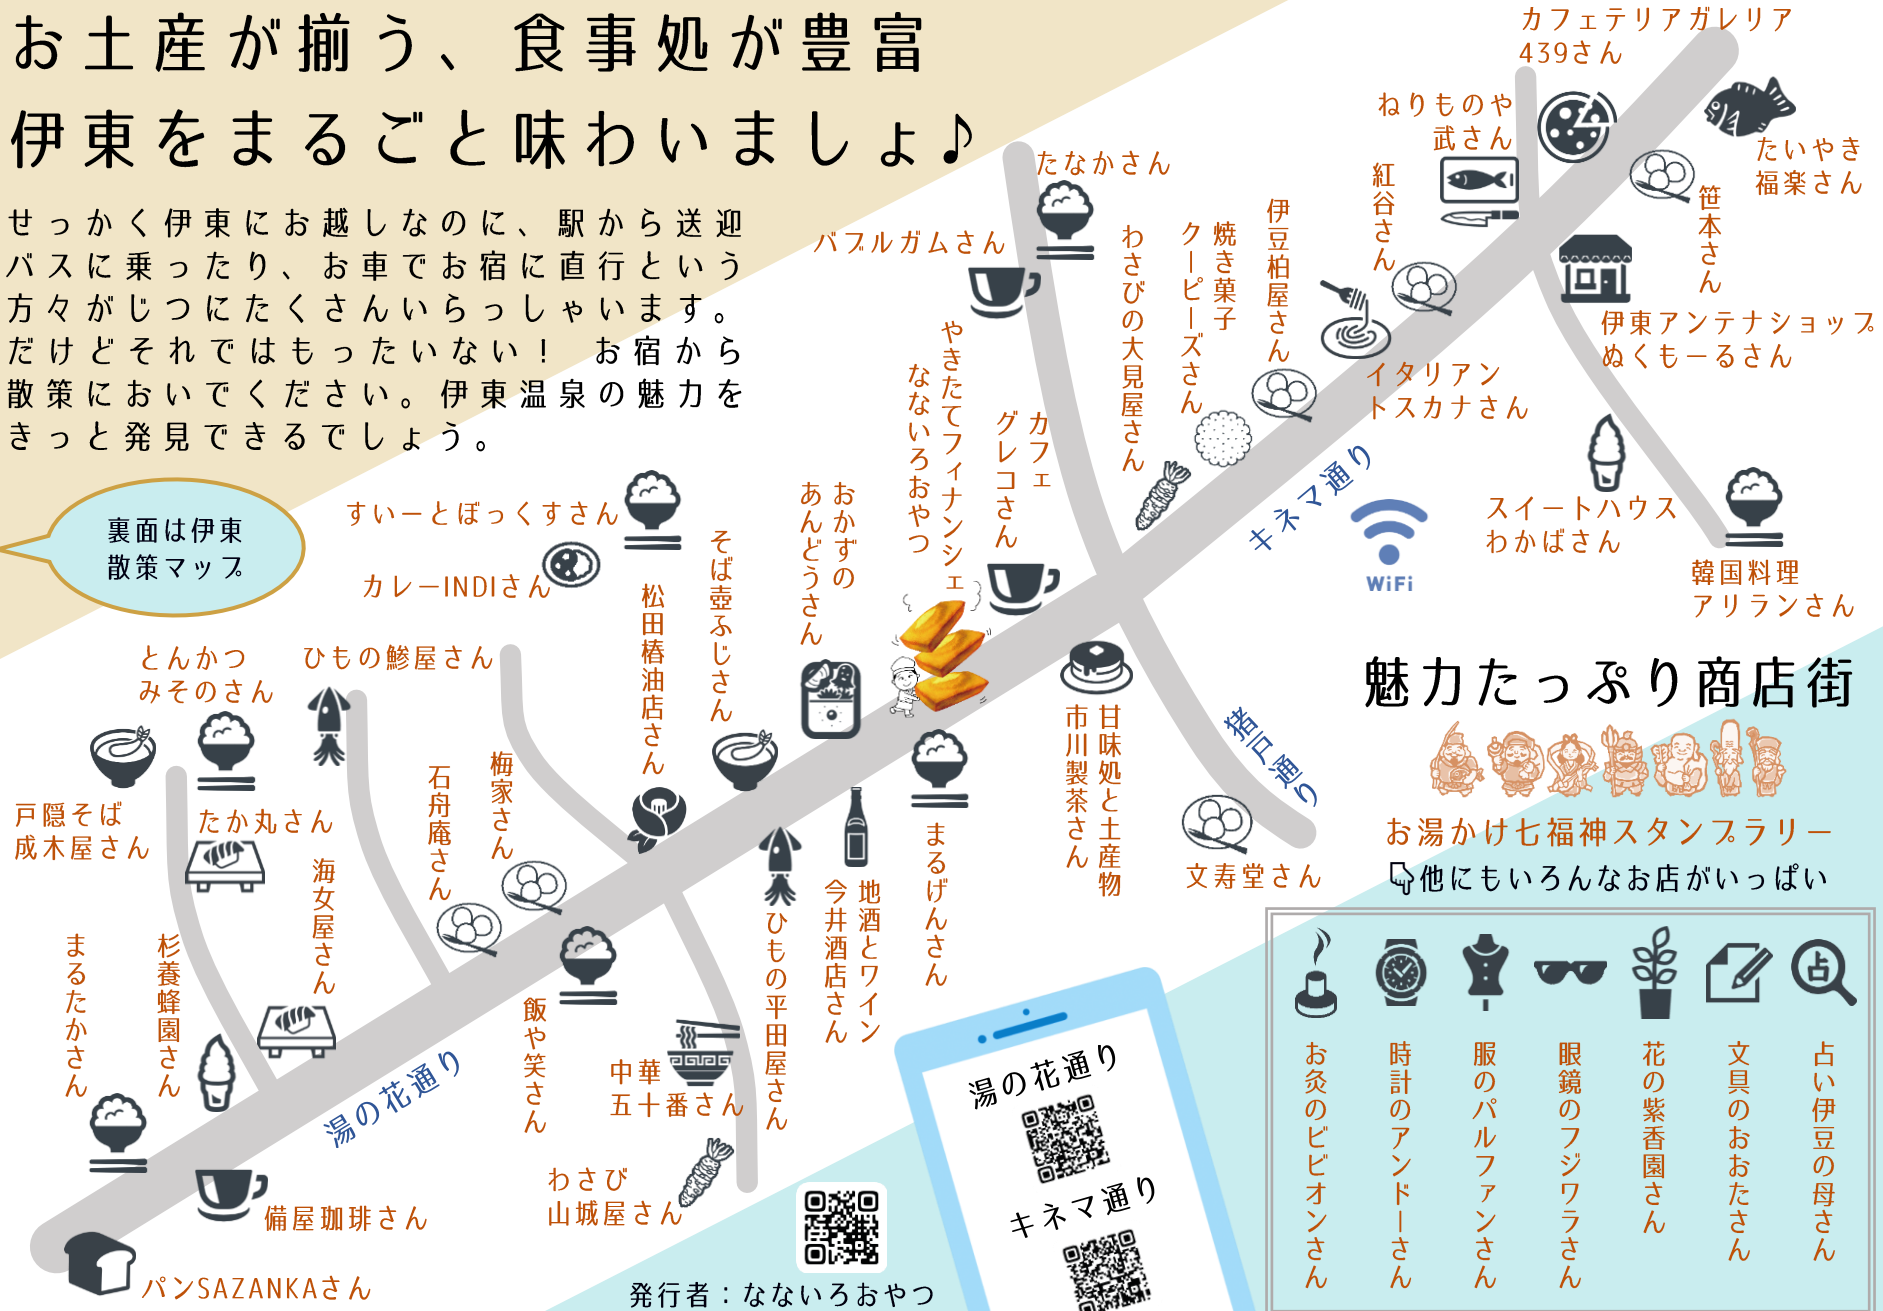 お土産が揃う、食事処が豊富
伊東をまるごと味わいましょ♪
せっかく伊東にお越しなのに、駅から送迎
バスに乗ったり、お車でお宿に直行という
方々がじつにたくさんいらっしゃいます。
だけどそれではもったいない！　お宿から
散策においでください。伊東温泉の魅力を
きっと発見できるでしょう。
裏面は伊東
散策マップ
カフェテリアガレリア
439さん
ねりものや
武さん
たいやき
福楽さん
笹本さん
紅谷さん
伊東アンテナショップ
ぬくもーるさん
たなかさん
バブルガムさん
わさびの大見屋さん
焼き菓子
クーピーズさん
伊豆柏屋さん
イタリアン
トスカナさん
キネマ通り
WiFi
スイートハウス
わかばさん
韓国料理
アリランさん
やきたてフィナンシェ
なないろおやつ
カフェ
グレコさん
おかずの
あんどうさん
すいーとぼっくすさん
カレーINDIさん
そば壺ふじさん
松田椿油店さん
とんかつ
みそのさん
ひもの鯵屋さん
戸隠そば
成木屋さん
たか丸さん
海女屋さん
石舟庵さん
梅家さん
まるたかさん
杉養蜂園さん
湯の花通り
飯や笑さん
中華
五十番さん
ひもの平田屋さん
地酒とワイン
今井酒店さん
まるげんさん
甘味処と土産物
市川製茶さん
猪戸通り
文寿堂さん
わさび
山城屋さん
備屋珈琲さん
パンSAZANKAさん
発行者：なないろおやつ
湯の花通り
キネマ通り
魅力たっぷり商店街
お湯かけ七福神スタンプラリー
他にもいろんなお店がいっぱい
占
お灸のビビオンさん
時計のアンドーさん
服のパルファンさん
眼鏡のフジワラさん
花の紫香園さん
文具のおおたさん
占い伊豆の母さん